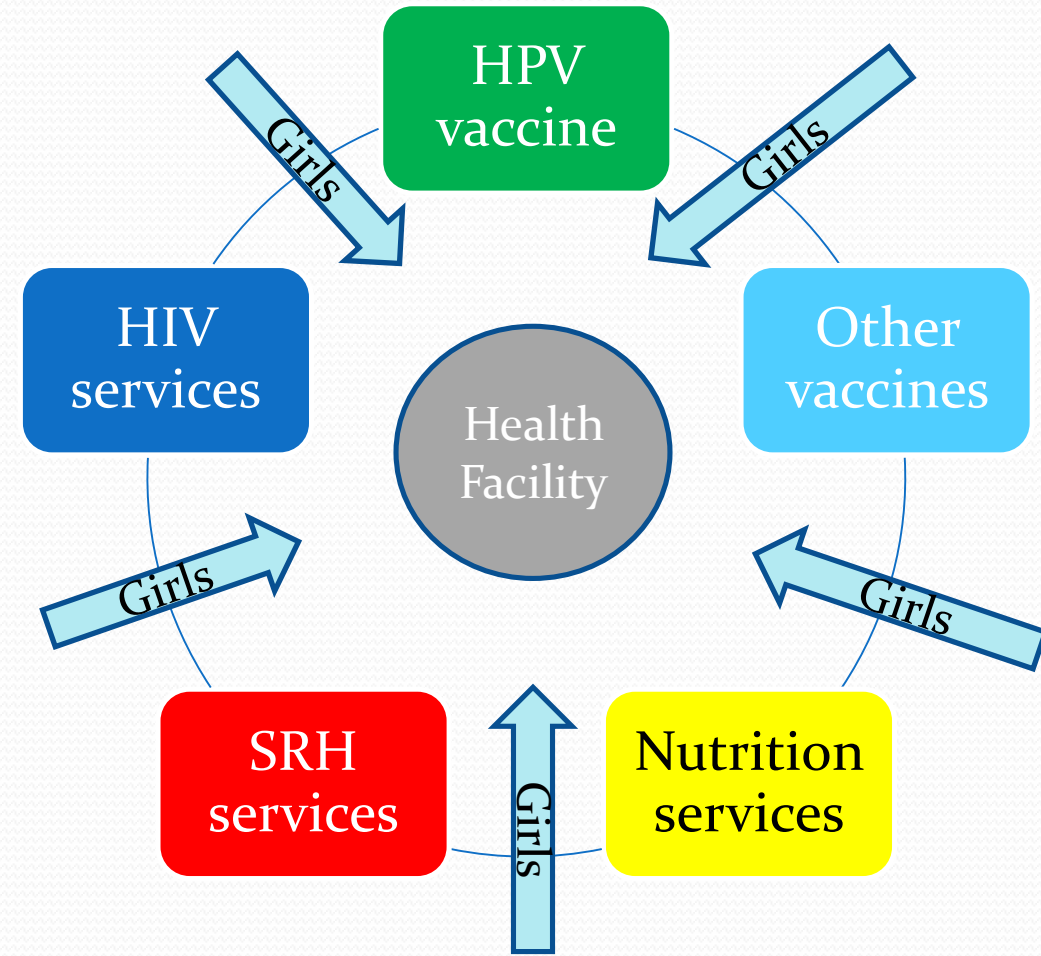 HPV
vaccine
Girls
Girls
HIV
services
Other
vaccines
Health
Facility
Girls
Girls
SRH
services
Girls
Nutrition
services